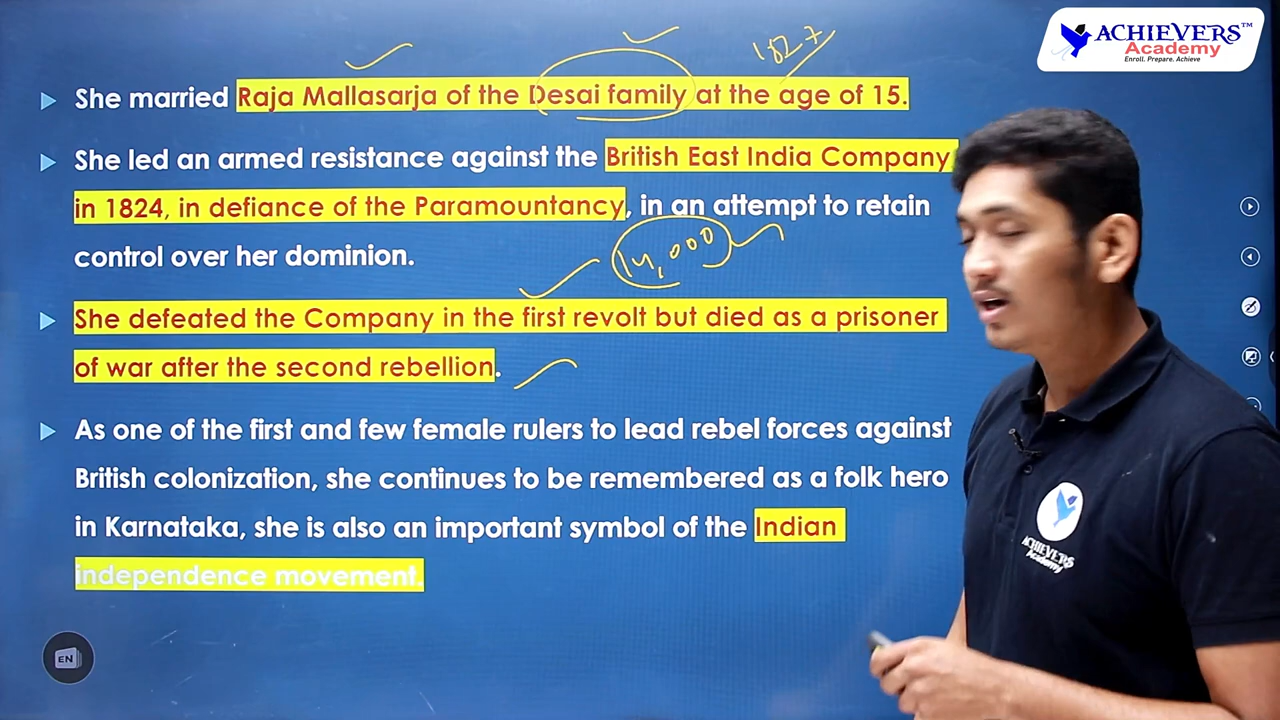 ACHIEVERS™
Academy
Enroll. Prepare. Achieve
1827
She married Raja Mallasarja of the Desai family at the age of 15.
She led an armed resistance against the British East India Company
in 1824, in defiance of the Paramountancy, in an attempt to retain
control over her dominion.
14,000
She defeated the Company in the first revolt but died as a prisoner
of war after the second rebellion.
As one of the first and few female rulers to lead rebel forces against
British colonization, she continues to be remembered as a folk hero
in Karnataka, she is also an important symbol of the Indian
independence movement.
EN
ACHIEVERS
Academy